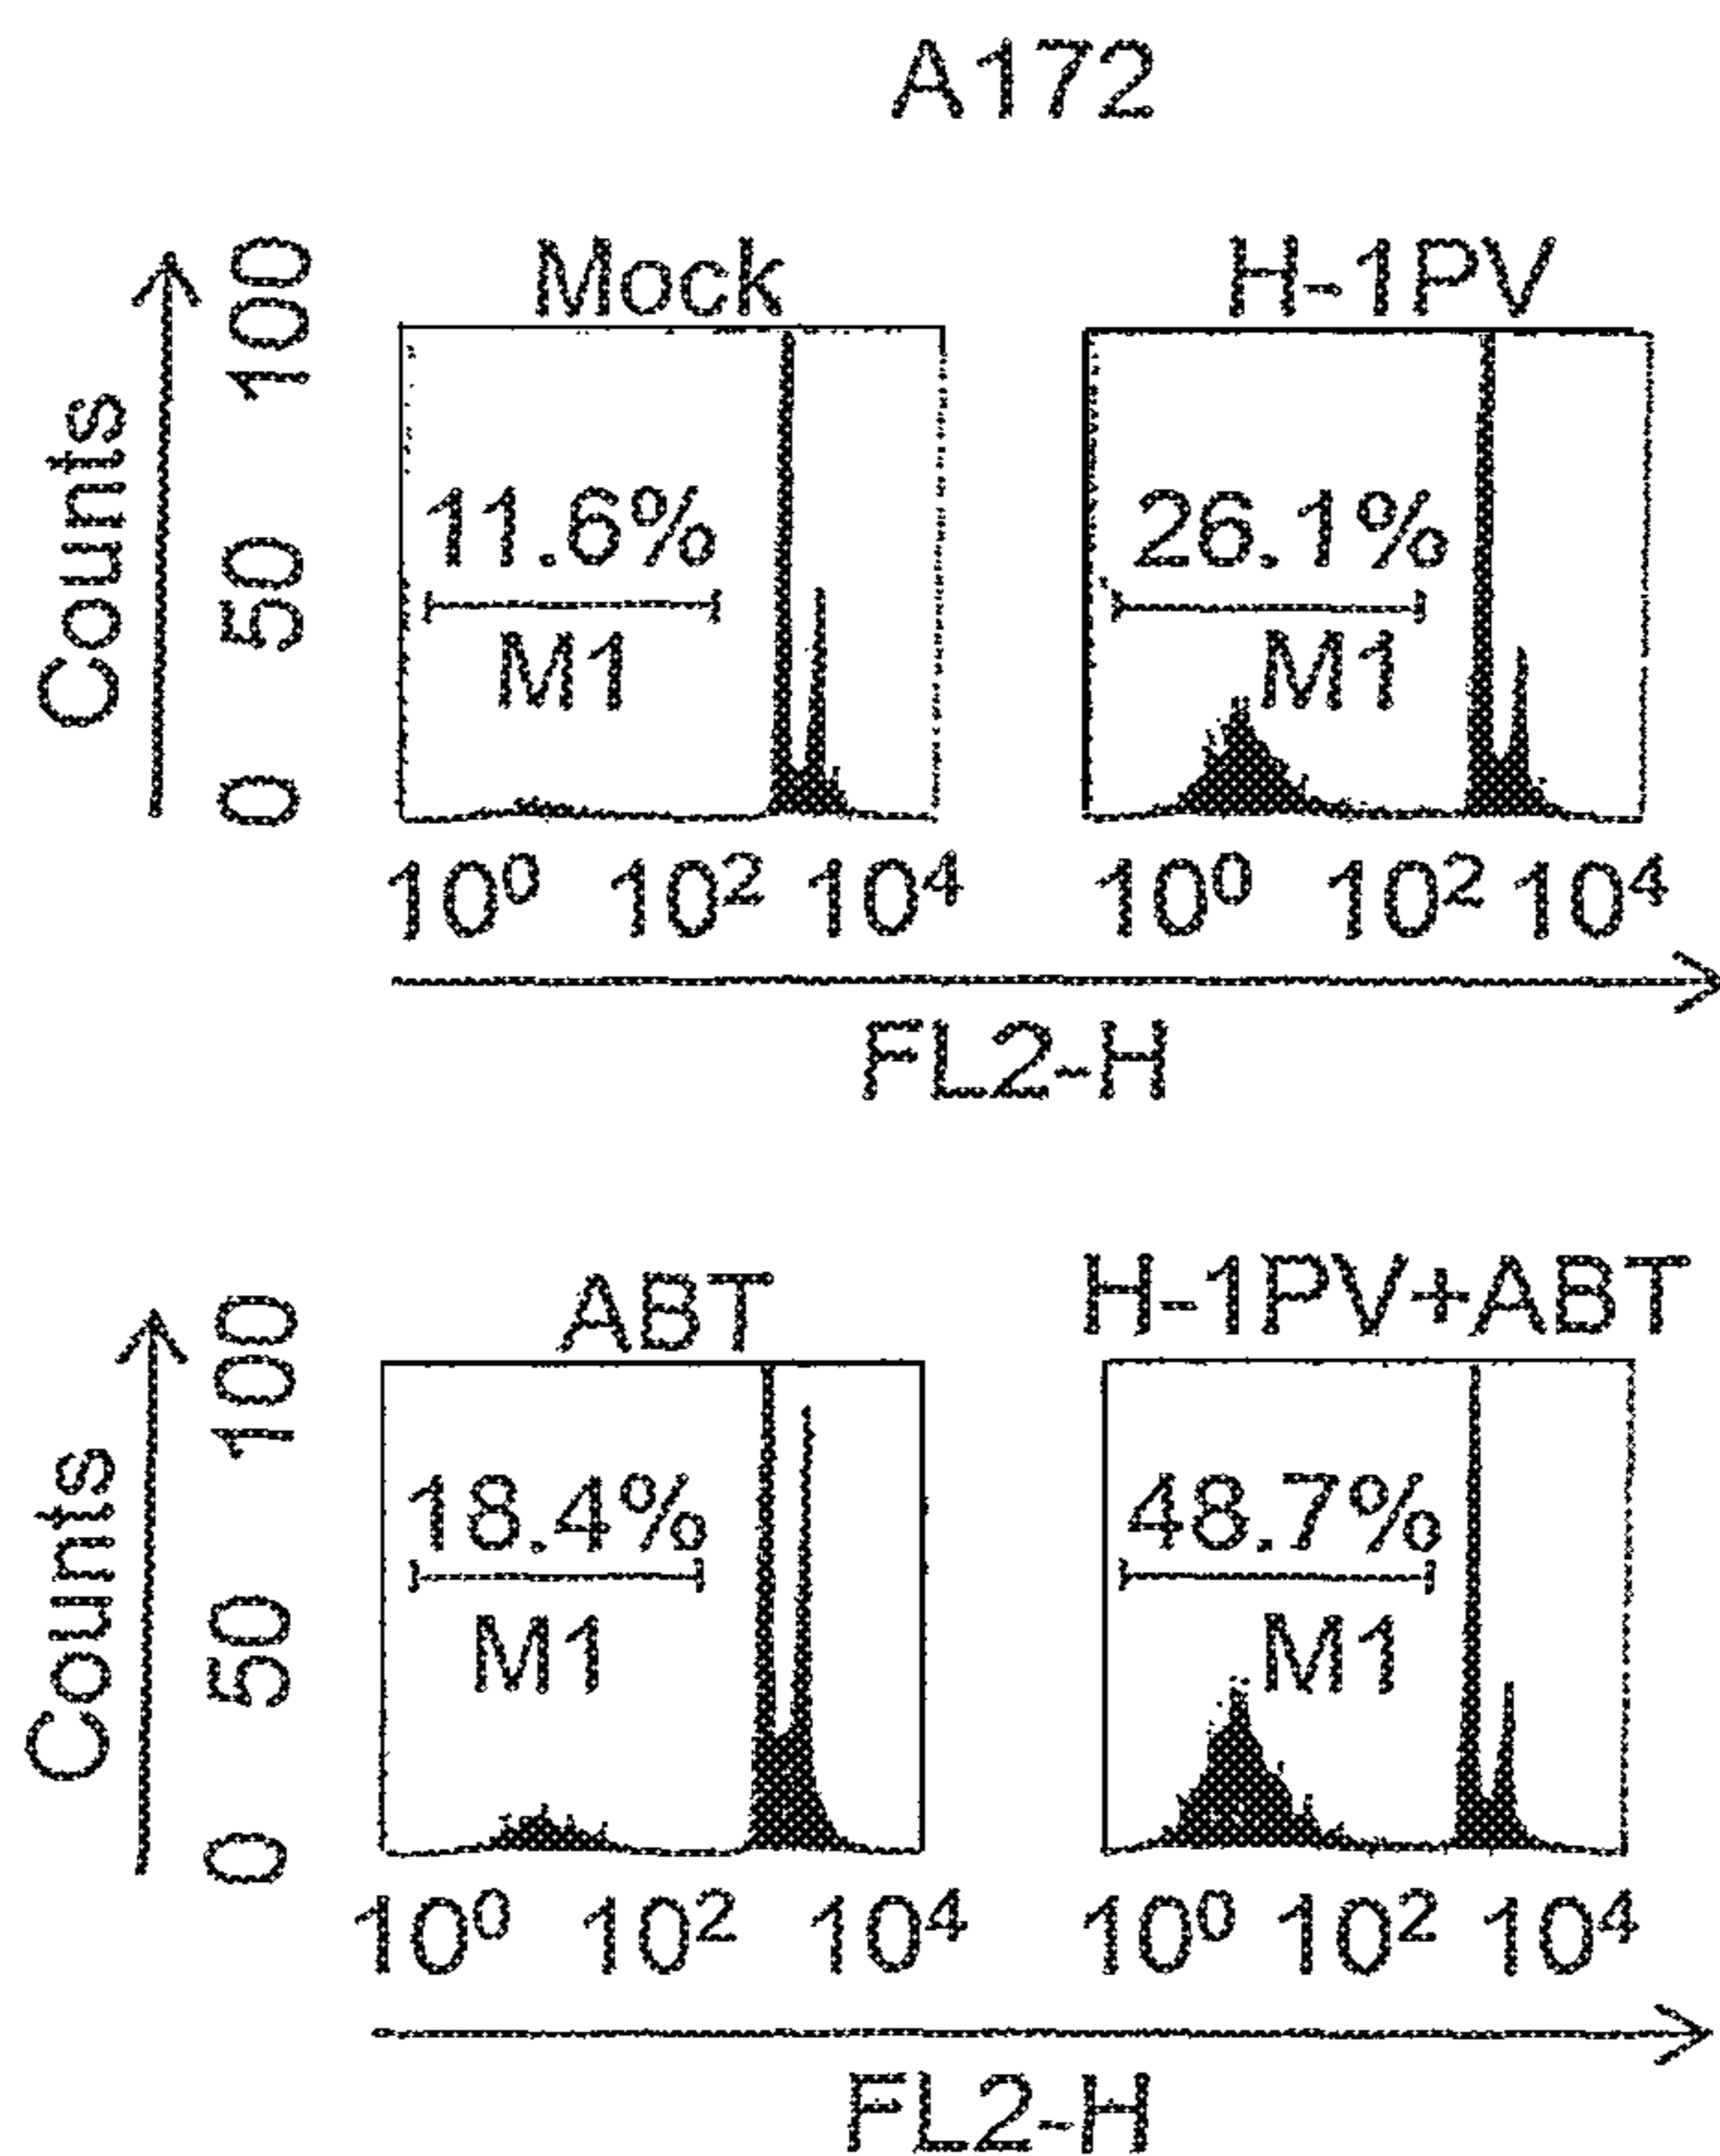 A172
Mock
H-1PV
Counts
100
50
0
11.6%
M1
26.1%
M1
10⁰ 10² 10⁴
10⁰ 10² 10⁴
FL2-H
ABT
H-1PV+ABT
Counts
100
50
0
18.4%
M1
48.7%
M1
10⁰ 10² 10⁴
10⁰ 10² 10⁴
FL2-H